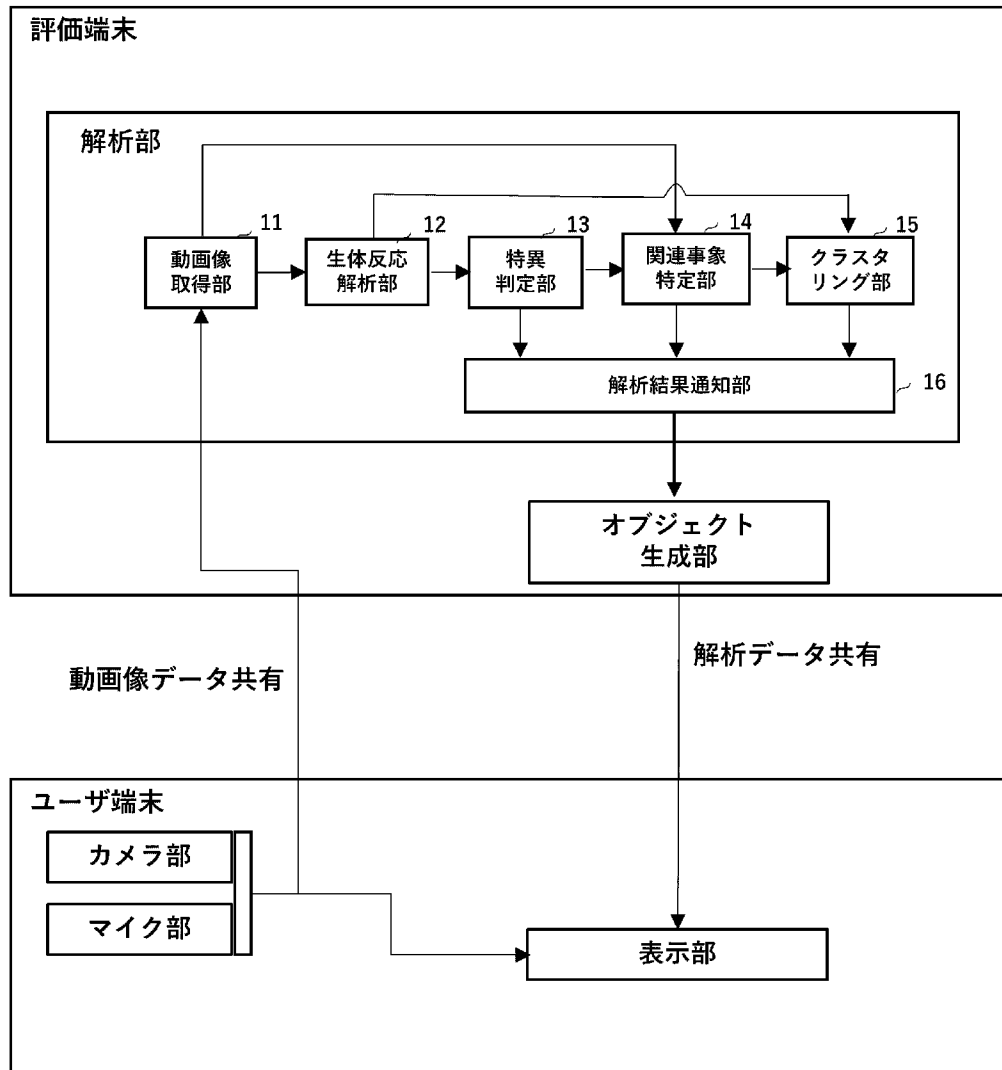 評価端末
解析部
11
動画像
取得部
12
生体反応
解析部
13
特異
判定部
14
関連事象
特定部
15
クラスタ
リング部
解析結果通知部
16
オブジェクト
生成部
動画像データ共有
解析データ共有
ユーザ端末
カメラ部
マイク部
表示部